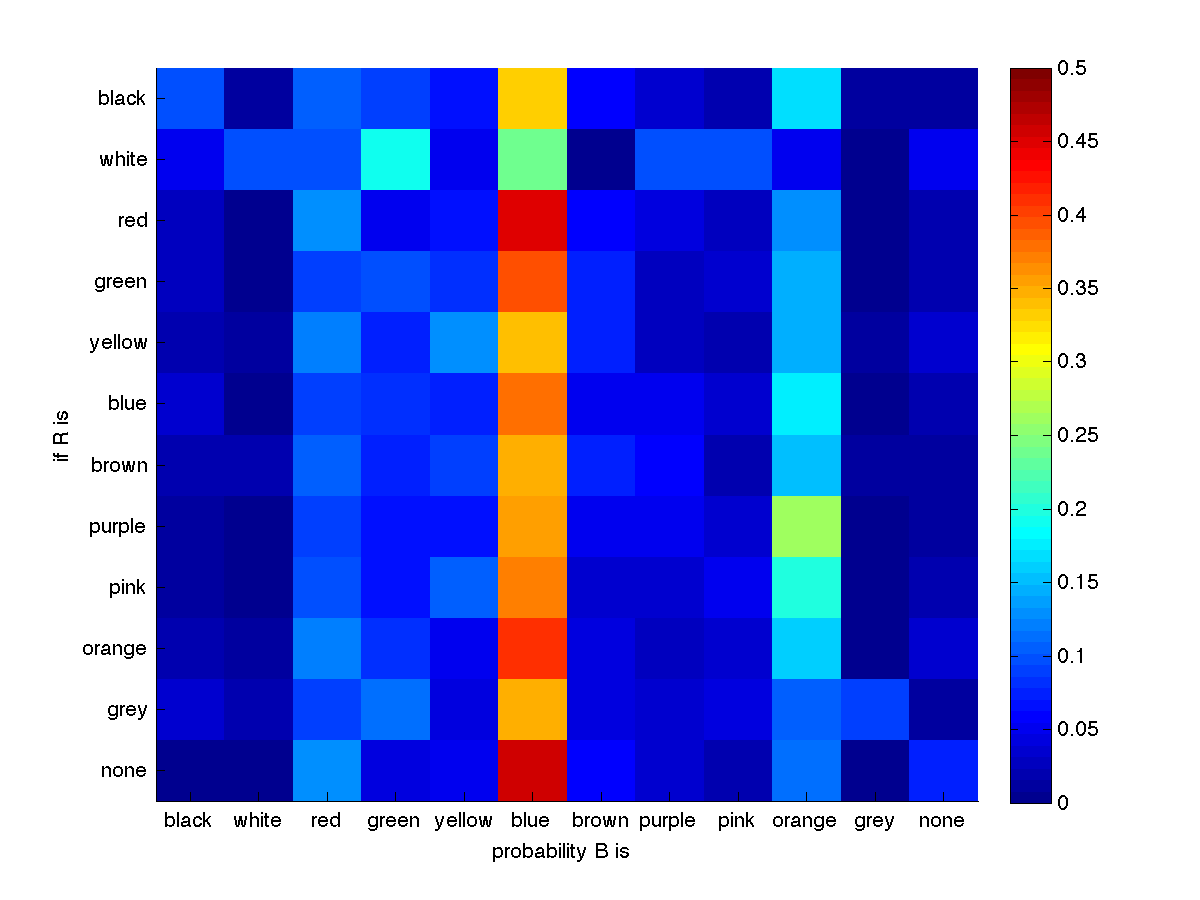 black
white
red
green
yellow
blue
brown
purple
pink
orange
grey
none
if R is
black white red green yellow blue brown purple pink orange grey none
probability B is
0.5
0.45
0.4
0.35
0.3
0.25
0.2
0.15
0.1
0.05
0